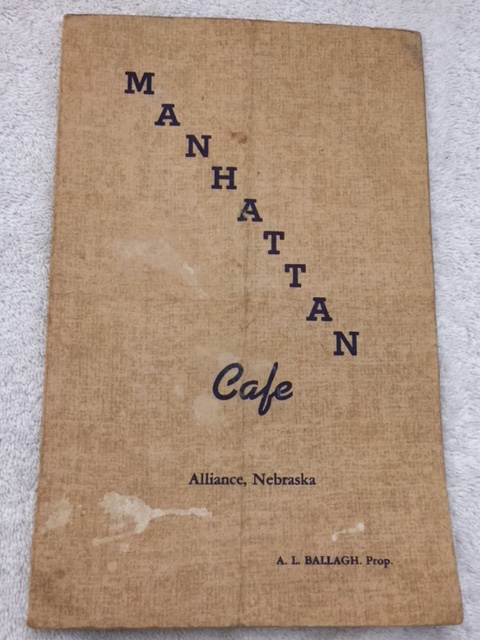 MANHATTAN
Cafe
Alliance, Nebraska
A. L. BALLAGH. Prop.